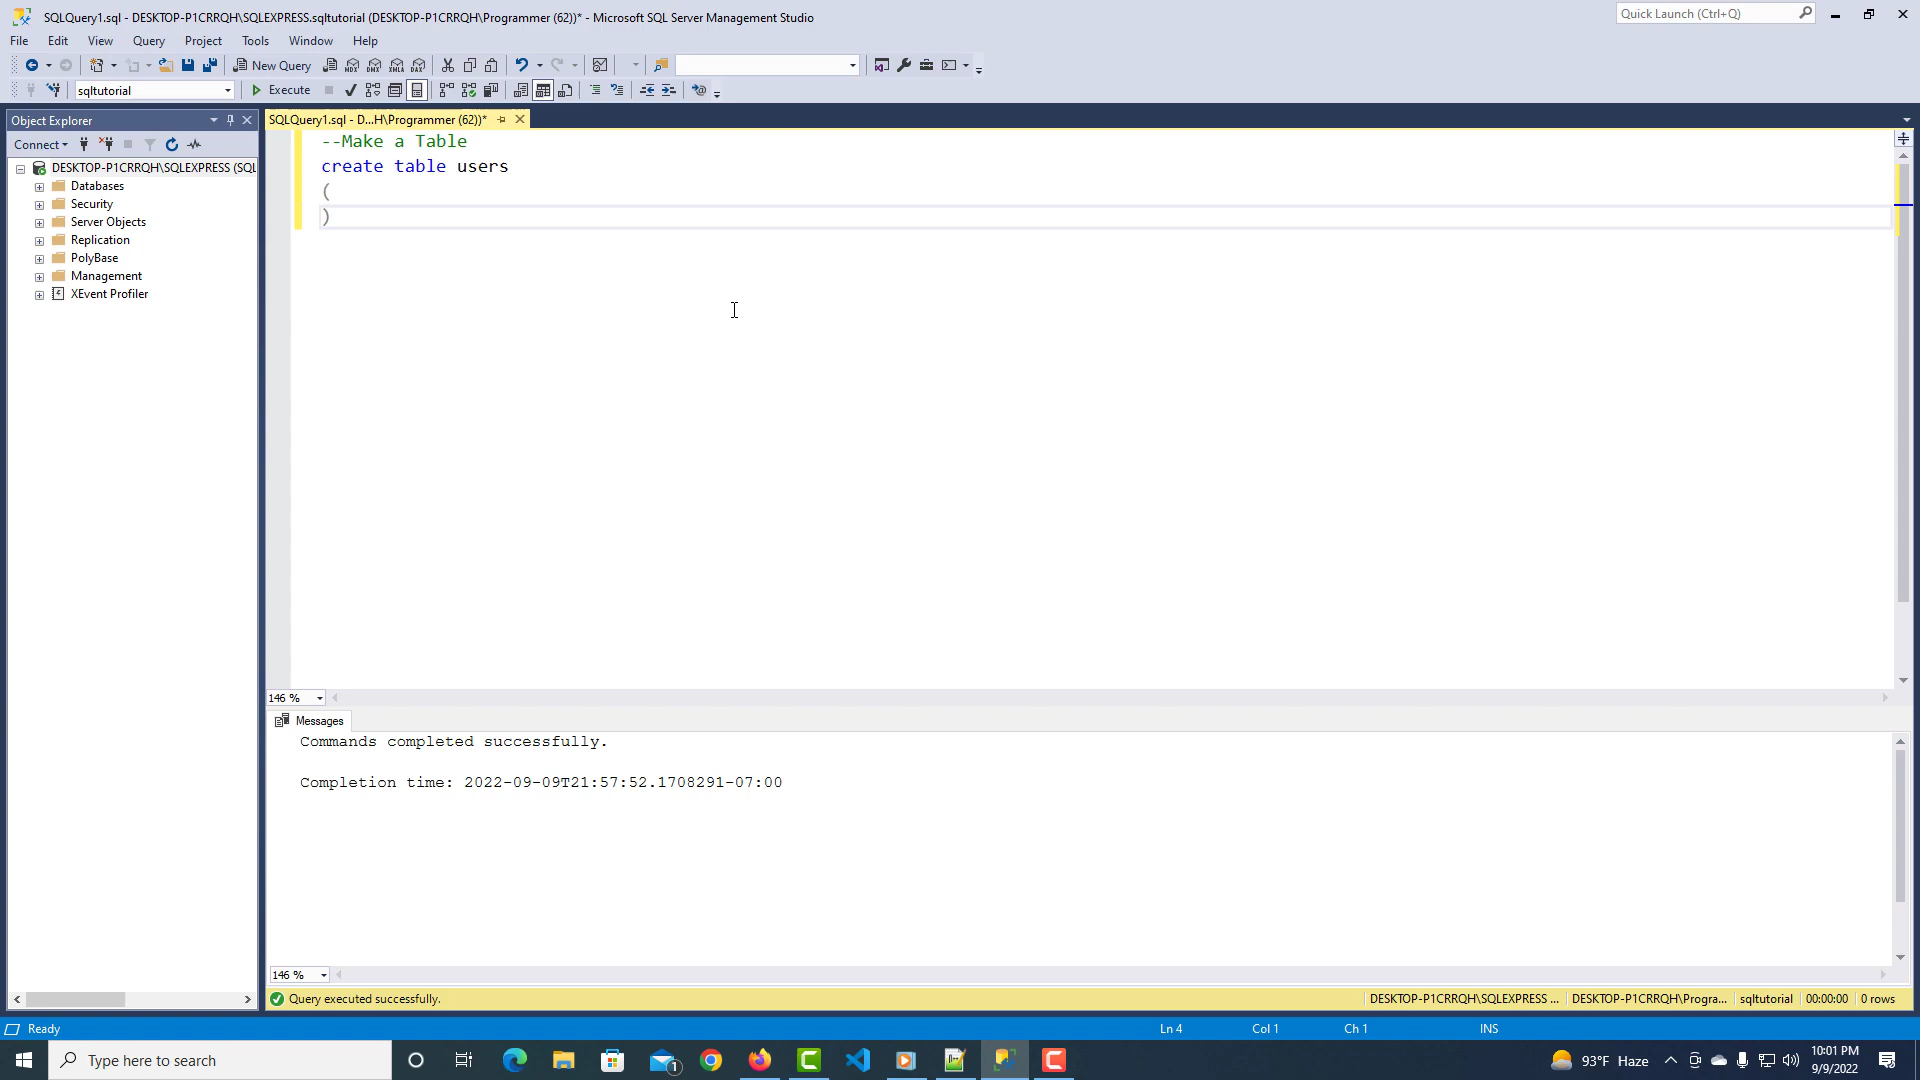 SQLQuery1.sql - DESKTOP-P1CRRQH\SQLEXPRESS.sqltutorial (DESKTOP-P1CRRQH\Programmer (62))* - Microsoft SQL Server Management Studio
Quick Launch (Ctrl+Q)
File Edit View Query Project Tools Window Help
New Query
MDX DMX XMLA DAX
sqltutorial
Execute
Object Explorer
SQLQuery1.sql - D...H\Programmer (62))*
Connect
DESKTOP-P1CRRQH\SQLEXPRESS (SQL
Databases
Security
Server Objects
Replication
PolyBase
Management
XEvent Profiler
--Make a Table
create table users
(
)
146 %
Messages
Commands completed successfully.
Completion time: 2022-09-09T21:57:52.1708291-07:00
146 %
Query executed successfully.
DESKTOP-P1CRRQH\SQLEXPRESS ...
DESKTOP-P1CRRQH\Progra...
sqltutorial
00:00:00
0 rows
Ready
Ln 4
Col 1
Ch 1
INS
Type here to search
1
93°F Haze
10:01 PM
9/9/2022